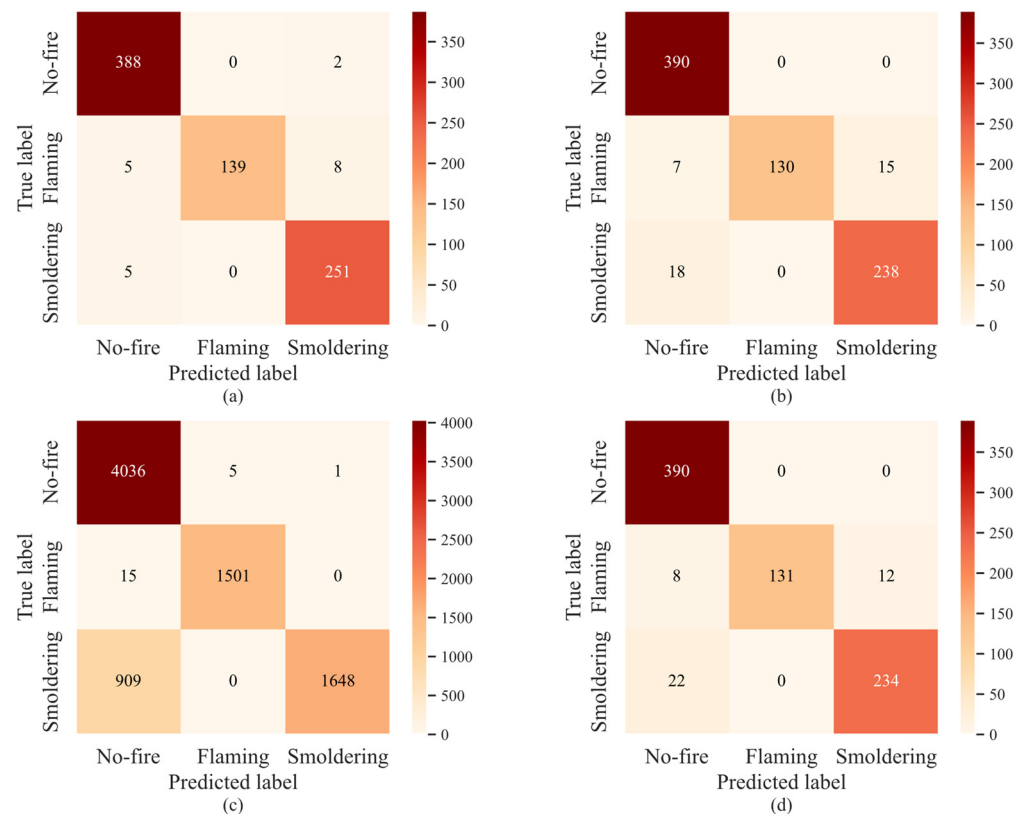 No-fire
388 0 2
350
300
250
True label
Flaming
5 139 8
200
150
100
Smoldering
5 0 251
50
0
No-fire Flaming Smoldering
Predicted label
(a)
No-fire
390 0 0
350
300
250
True label
Flaming
7 130 15
200
150
100
Smoldering
18 0 238
50
0
No-fire Flaming Smoldering
Predicted label
(b)
No-fire
4036 5 1
4000
3500
3000
2500
True label
Flaming
15 1501 0
2000
1500
1000
Smoldering
909 0 1648
500
0
No-fire Flaming Smoldering
Predicted label
(c)
No-fire
390 0 0
350
300
250
True label
Flaming
8 131 12
200
150
100
Smoldering
22 0 234
50
0
No-fire Flaming Smoldering
Predicted label
(d)